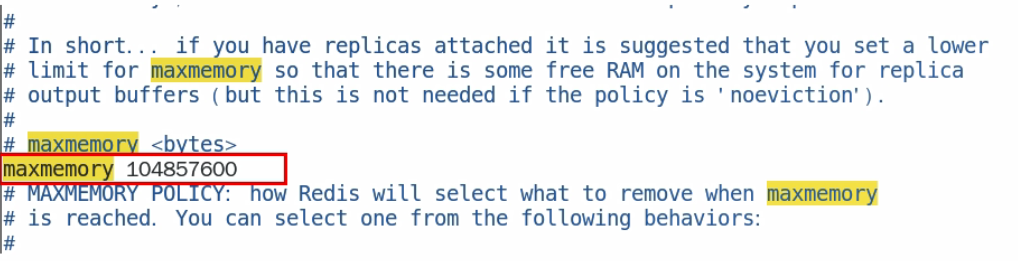 #
# In short... if you have replicas attached it is suggested that you set a lower
# limit for maxmemory so that there is some free RAM on the system for replica
# output buffers (but this is not needed if the policy is 'noeviction').
#
# maxmemory <bytes>
maxmemory 104857600
# MAXMEMORY POLICY: how Redis will select what to remove when maxmemory
# is reached. You can select one from the following behaviors:
#